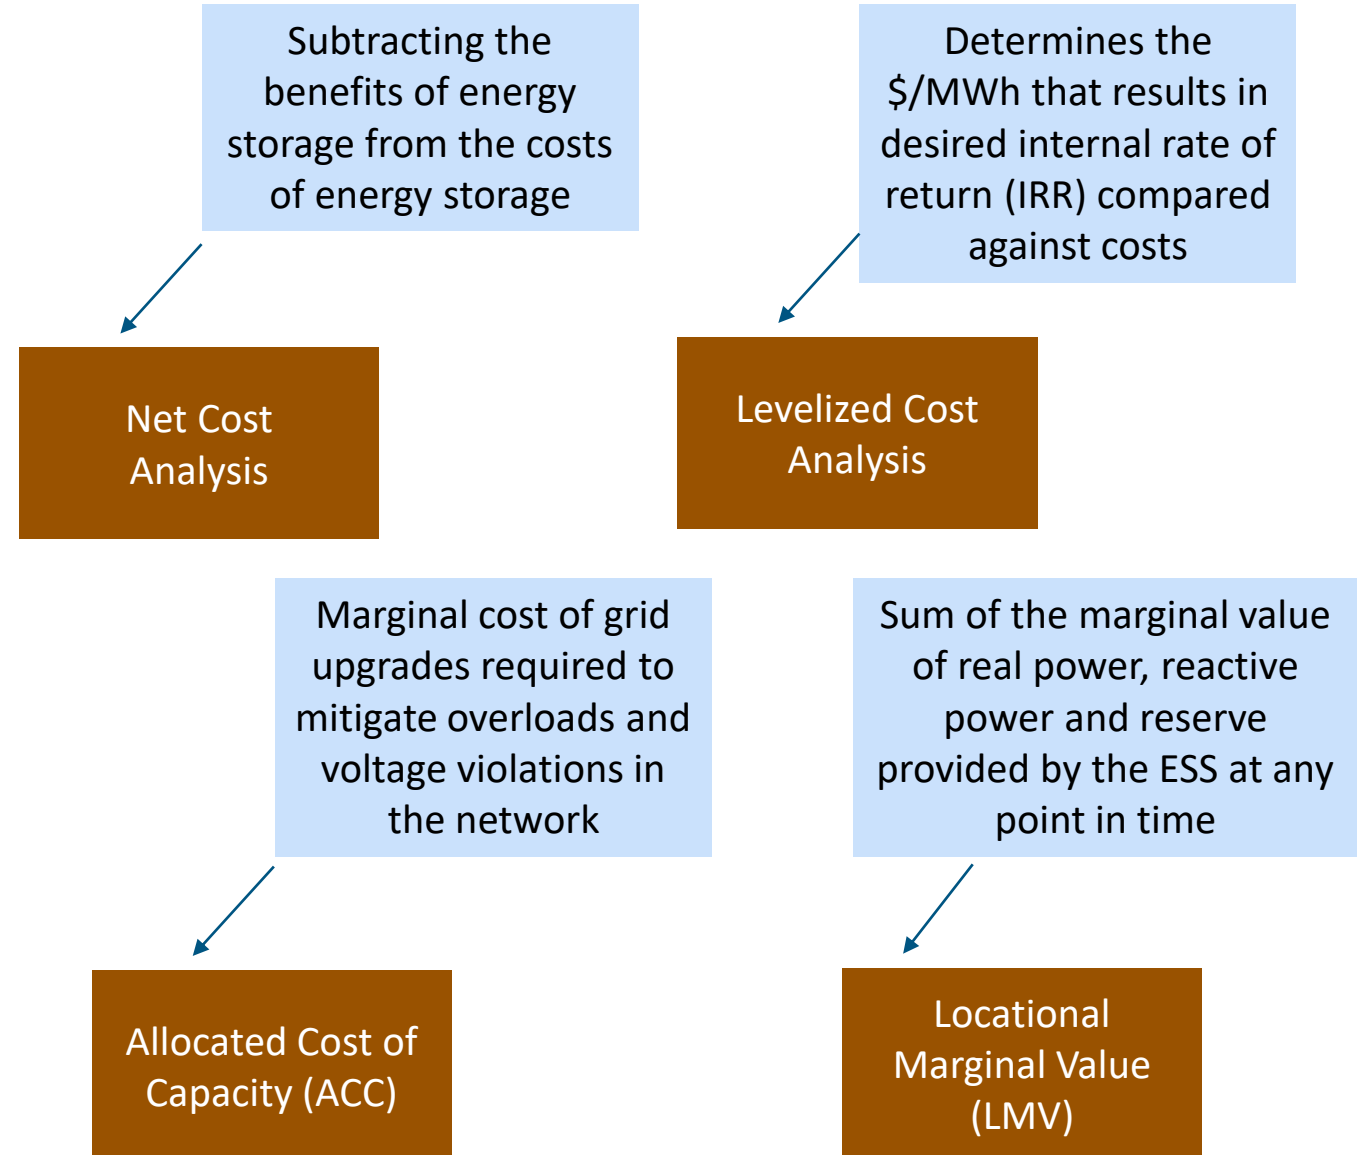 Subtracting the
benefits of energy
storage from the costs
of energy storage
Determines the
$/MWh that results in
desired internal rate of
return (IRR) compared
against costs
Net Cost
Analysis
Levelized Cost
Analysis
Marginal cost of grid
upgrades required to
mitigate overloads and
voltage violations in
the network
Sum of the marginal value
of real power, reactive
power and reserve
provided by the ESS at any
point in time
Allocated Cost of
Capacity (ACC)
Locational
Marginal Value
(LMV)